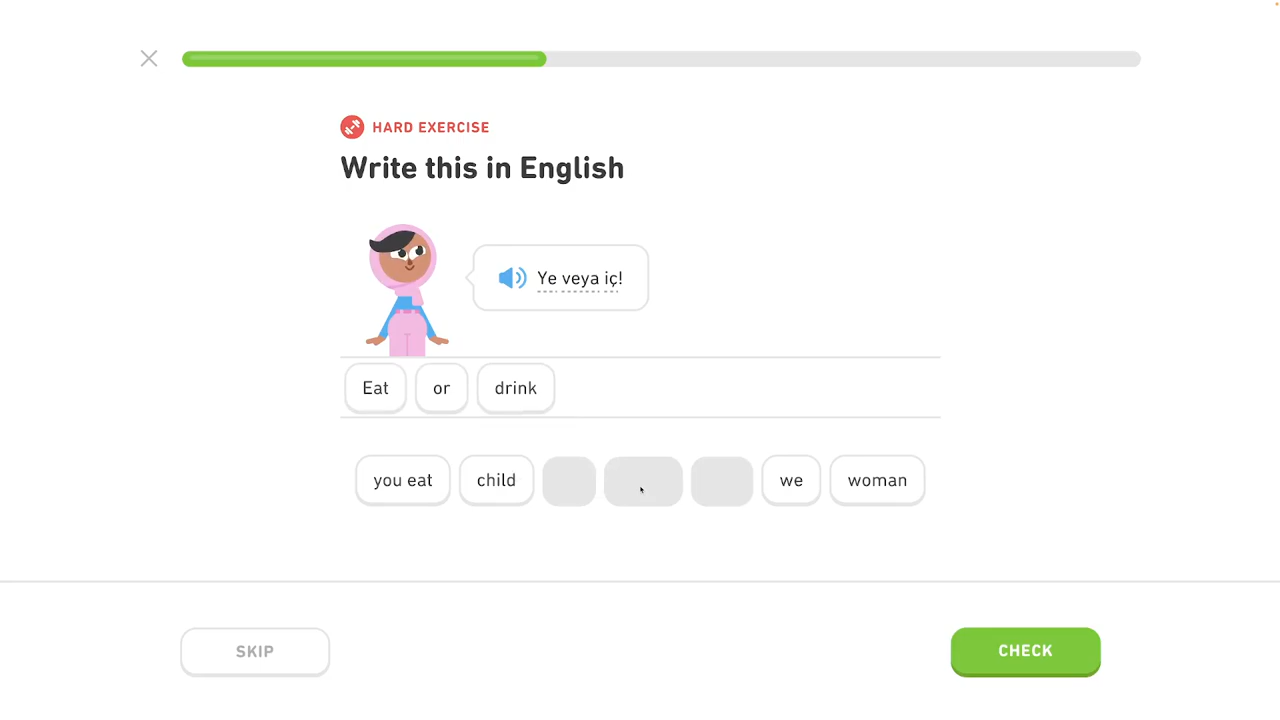 HARD EXERCISE
Write this in English
Ye veya iç!
Eat or drink
you eat child we woman
SKIP CHECK